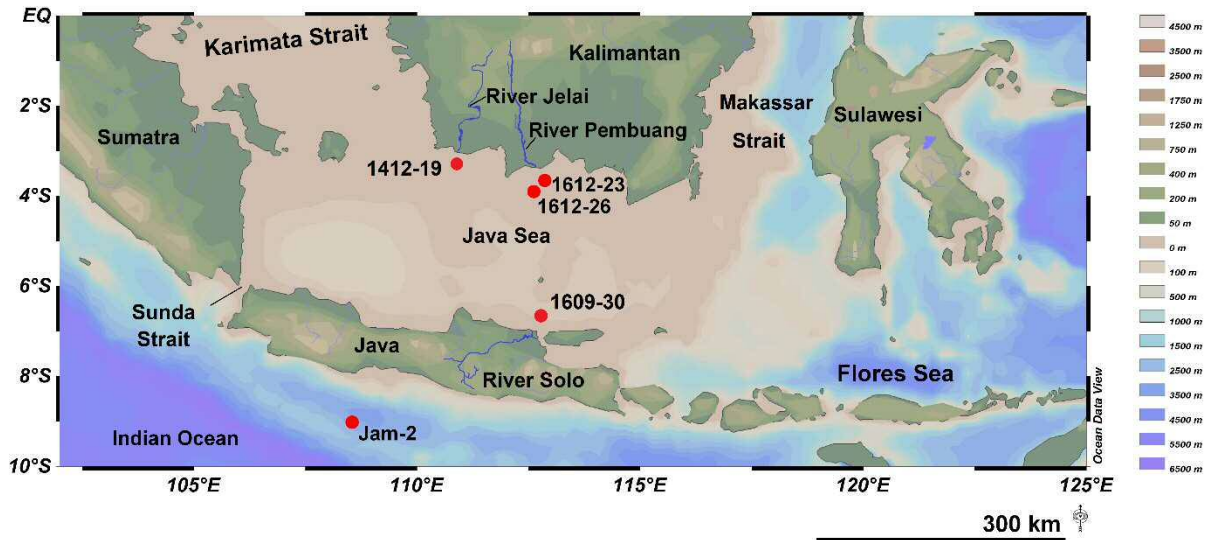 EQ
2°S
4°S
6°S
8°S
10°S
Karimata Strait
Kalimantan
River Jelai
River Pembuang
Makassar
Strait
Sulawesi
Sumatra
1412-19
1612-23
1612-26
Java Sea
1609-30
Sunda
Strait
Java
River Solo
Flores Sea
Indian Ocean
Jam-2
Ocean Data View
105°E
110°E
115°E
120°E
125°E
300 km
4500 m
3500 m
2500 m
1750 m
1250 m
750 m
400 m
200 m
50 m
0 m
100 m
500 m
1000 m
1500 m
2500 m
3500 m
4500 m
5500 m
6500 m